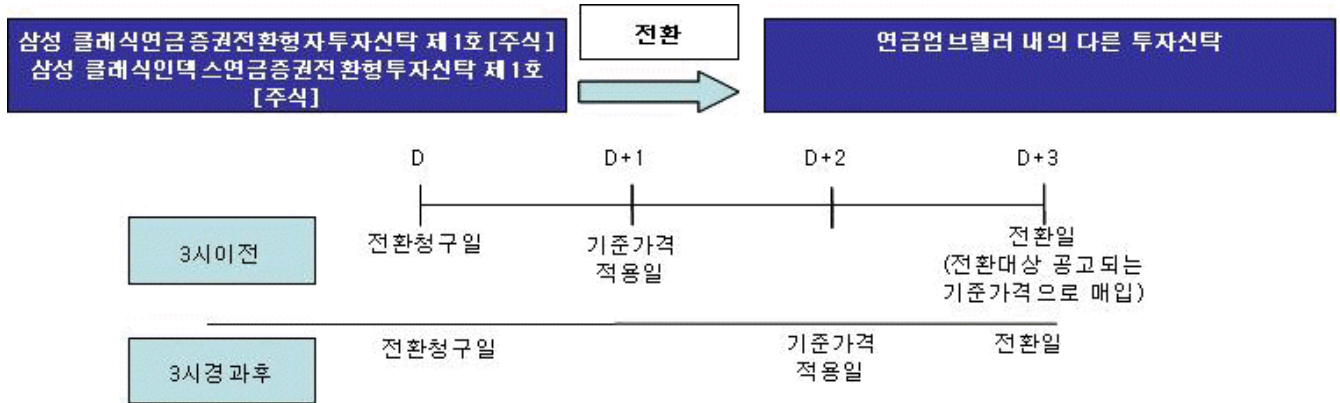 삼성 클래식연금증권전환형자투자신탁 제1호[주식]
삼성 클래식인덱스연금증권전환형투자신탁 제1호
[주식]
전환
연금엄브렐러 내의 다른 투자신탁
D
D+1
D+2
D+3
3시이전
전환청구일
기준가격
적용일
전환일
(전환대상 공고되는
기준가격으로 매입)
3시경과후
전환청구일
기준가격
적용일
전환일